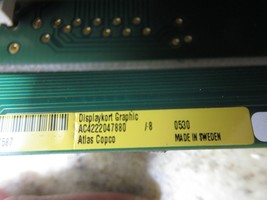 Displaykort Graphic
AC4222047880 /8 0530
Atlas Copco MADE IN SWEDEN